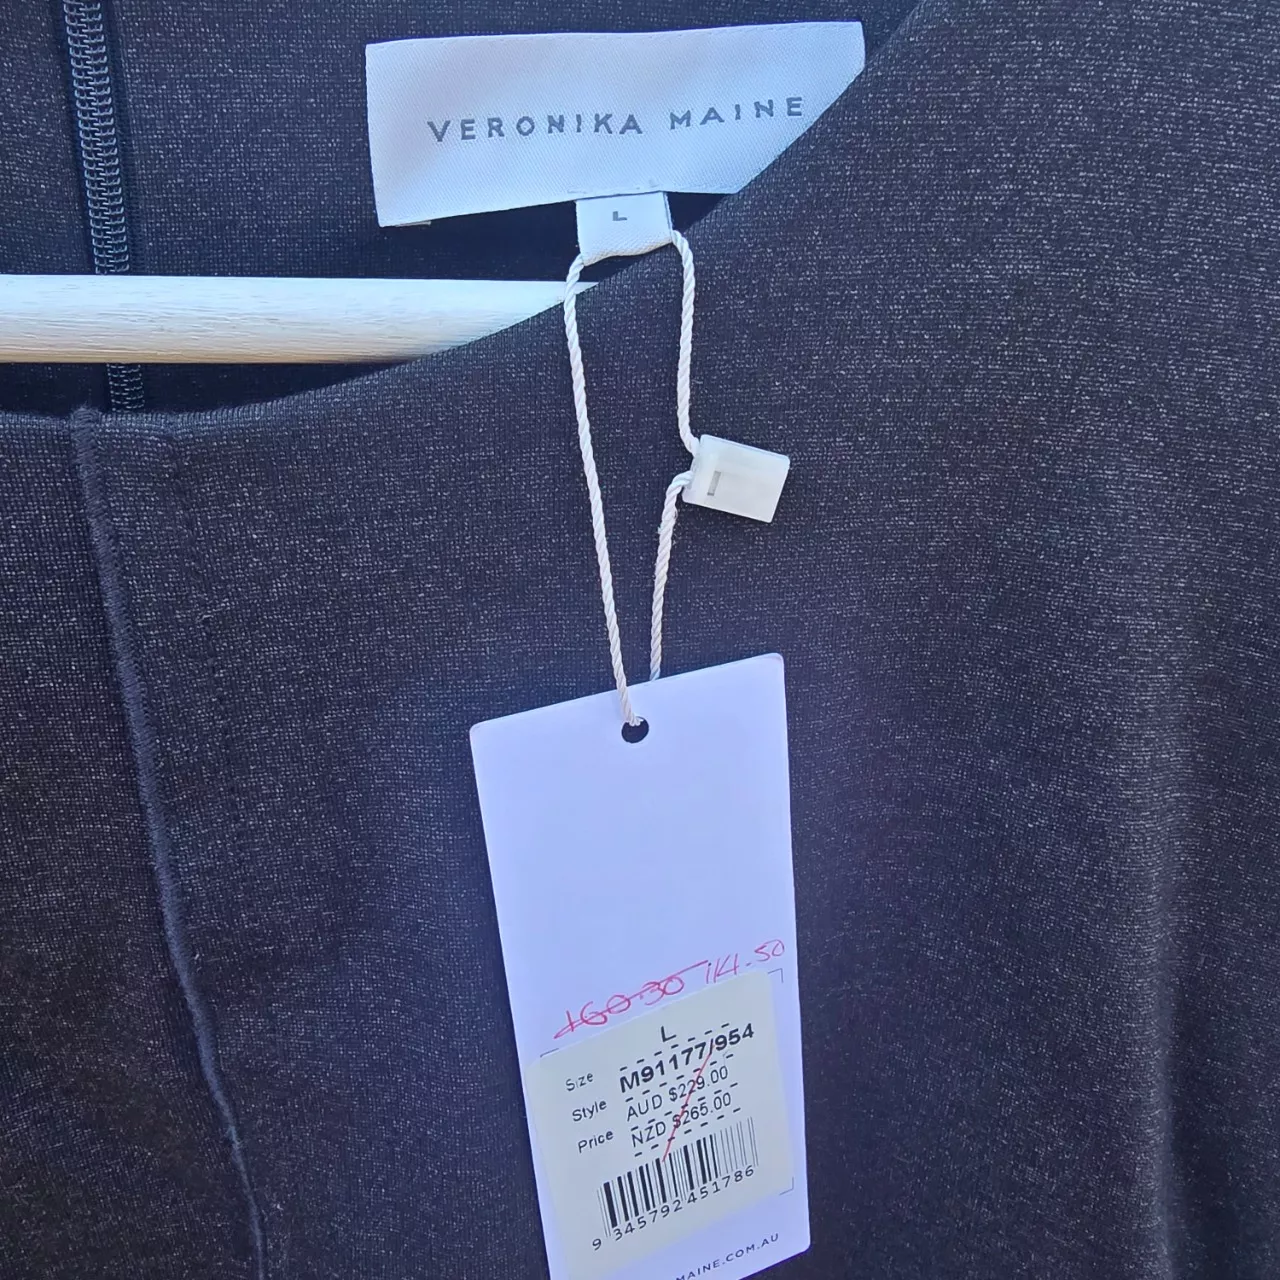 VERONIKA MAINE
L
160.30 114.50
Size L
Style M91177/954
Price AUD $229.00
NZD $265.00
9 345792 451786
MAINE.COM.AU